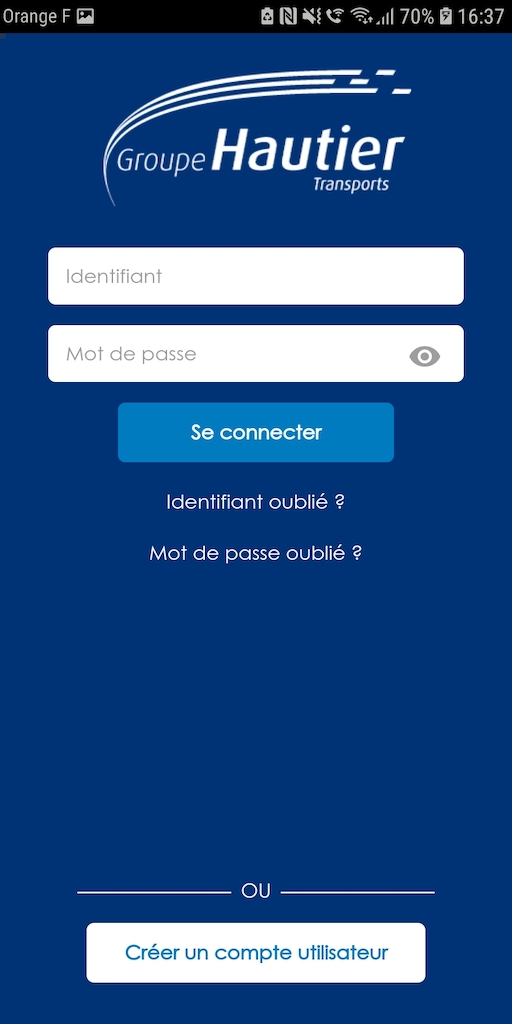 Orange F
70% 16:37
Groupe Hautier
Transports
Identifiant
Mot de passe
Se connecter
Identifiant oublié ?
Mot de passe oublié ?
OU
Créer un compte utilisateur